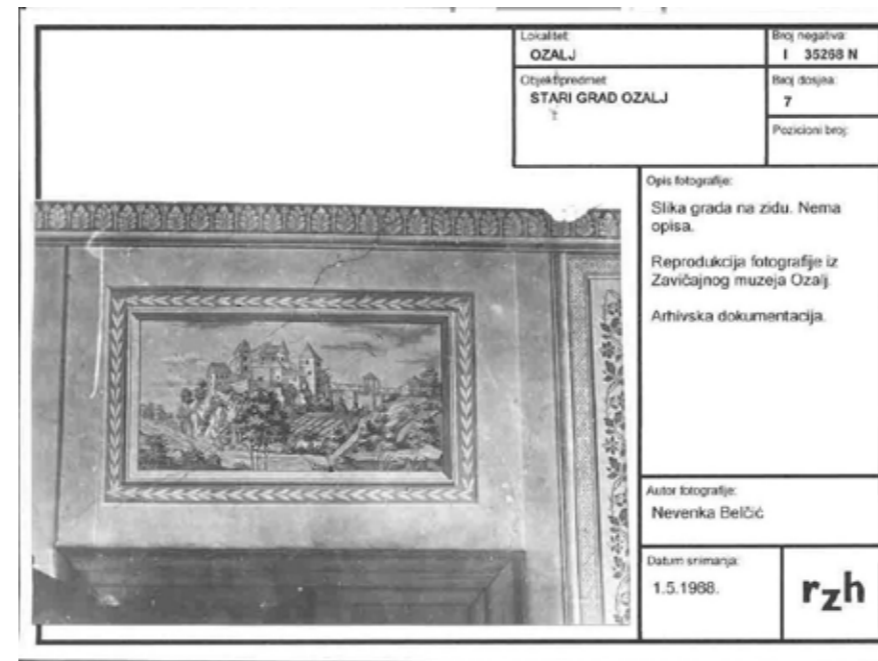 Lokalitet:
OZALJ
Broj negativa:
I 35268 N
Objekt/predmet:
STARI GRAD OZALJ
Broj dosjea:
7
Pozicioni broj:
Opis fotografije:
Slika grada na zidu. Nema
opisa.
Reprodukcija fotografije iz
Zavičajnog muzeja Ozalj.
Arhivska dokumentacija.
Autor fotografije:
Nevenka Belčić
Datum snimanja:
1.5.1968.
rzh